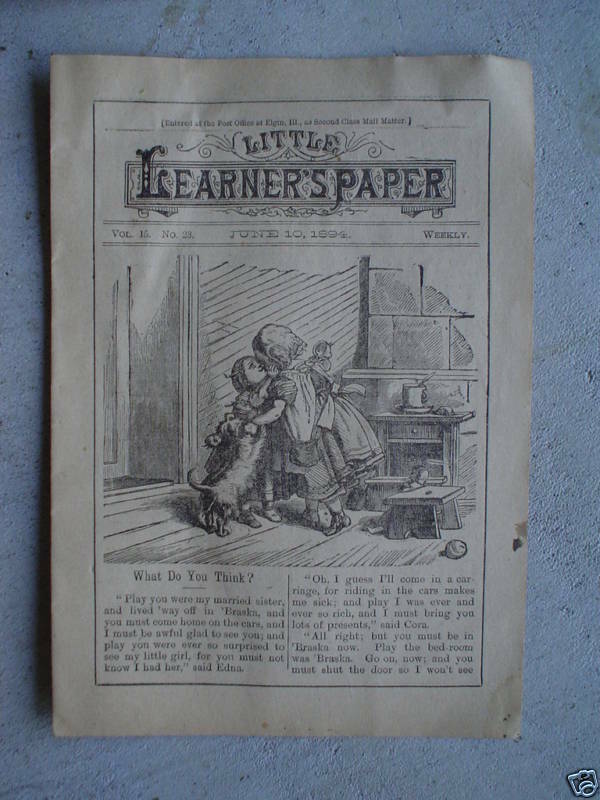 [Entered at the Post Office at Elgin, Ill., as Second Class Mail Matter.]
LITTLE
LEARNER'S PAPER
VOL. 15. NO. 23. JUNE 10, 1894. WEEKLY.
What Do You Think?
"Play you were my married sister,
and lived 'way off in 'Braska, and
you must come home on the cars, and
I must be awful glad to see you; and
play you were ever so surprised to
see my little girl, for you must not
know I had her," said Edna.
"Oh, I guess I'll come in a car-
riage, for riding in the cars makes
me sick; and play I was ever and
ever so rich, and I must bring you
lots of presents," said Cora.
"All right; but you must be in
'Braska now. Play the bed-room
was 'Braska. Go on, now; and you
must shut the door so I won't see
ebY